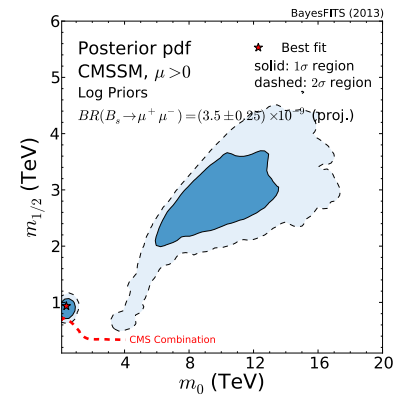 BayesFITS (2013)
Posterior pdf
CMSSM, μ>0
Log Priors
BR(B_s→μ⁺μ⁻)=(3.5±0.25)×10⁻⁹ (proj.)
Best fit
solid: 1σ region
dashed: 2σ region
6
5
4
3
2
1
m_{1/2} (TeV)
CMS Combination
4
8
12
16
20
m_0 (TeV)